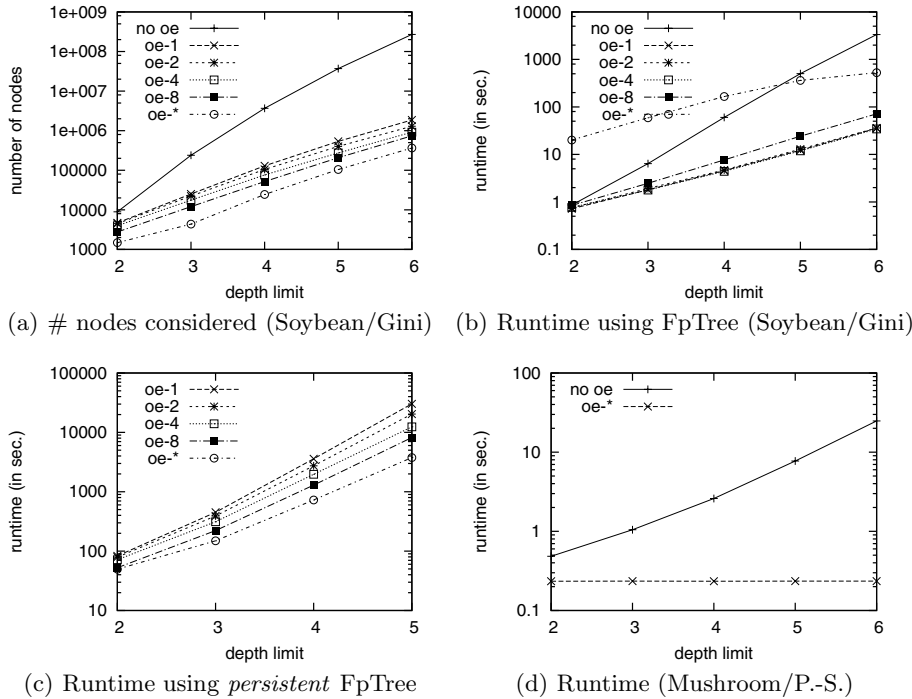 1e+009
1e+008
1e+007
1e+006
100000
10000
1000
number of nodes
no oe
oe-1
oe-2
oe-4
oe-8
oe-*
2 3 4 5 6
depth limit
(a) # nodes considered (Soybean/Gini)
10000
1000
100
10
1
0.1
runtime (in sec.)
no oe
oe-1
oe-2
oe-4
oe-8
oe-*
2 3 4 5 6
depth limit
(b) Runtime using FpTree (Soybean/Gini)
100000
10000
1000
100
10
runtime (in sec.)
oe-1
oe-2
oe-4
oe-8
oe-*
2 3 4 5
depth limit
(c) Runtime using persistent FpTree
100
10
1
0.1
runtime (in sec.)
no oe
oe-*
2 3 4 5 6
depth limit
(d) Runtime (Mushroom/P.-S.)